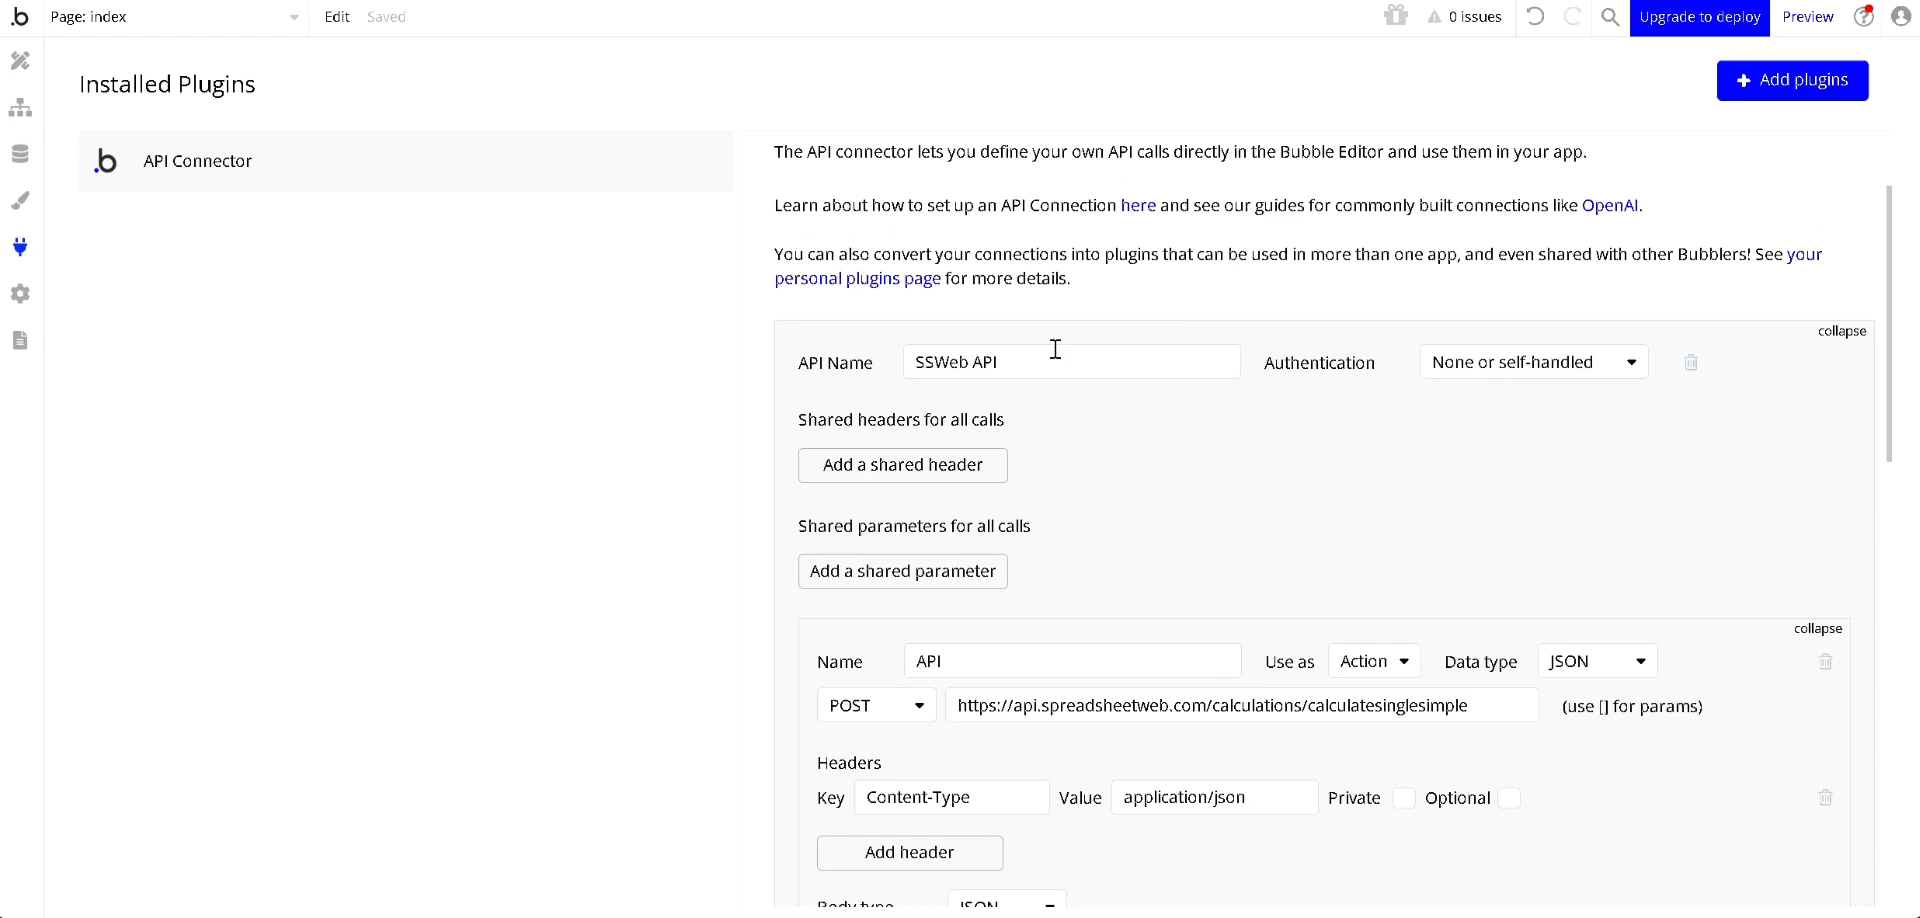 Page: index
Edit
Saved
0 issues
Upgrade to deploy
Preview
Installed Plugins
Add plugins
API Connector
The API connector lets you define your own API calls directly in the Bubble Editor and use them in your app.
Learn about how to set up an API Connection here and see our guides for commonly built connections like OpenAI.
You can also convert your connections into plugins that can be used in more than one app, and even shared with other Bubblers! See your
personal plugins page for more details.
collapse
API Name SSWeb API Authentication None or self-handled
Shared headers for all calls
Add a shared header
Shared parameters for all calls
Add a shared parameter
collapse
Name API Use as Action Data type JSON
POST https://api.spreadsheetweb.com/calculations/calculatesinglesimple (use [] for params)
Headers
Key Content-Type Value application/json Private Optional
Add header
Body type JSON